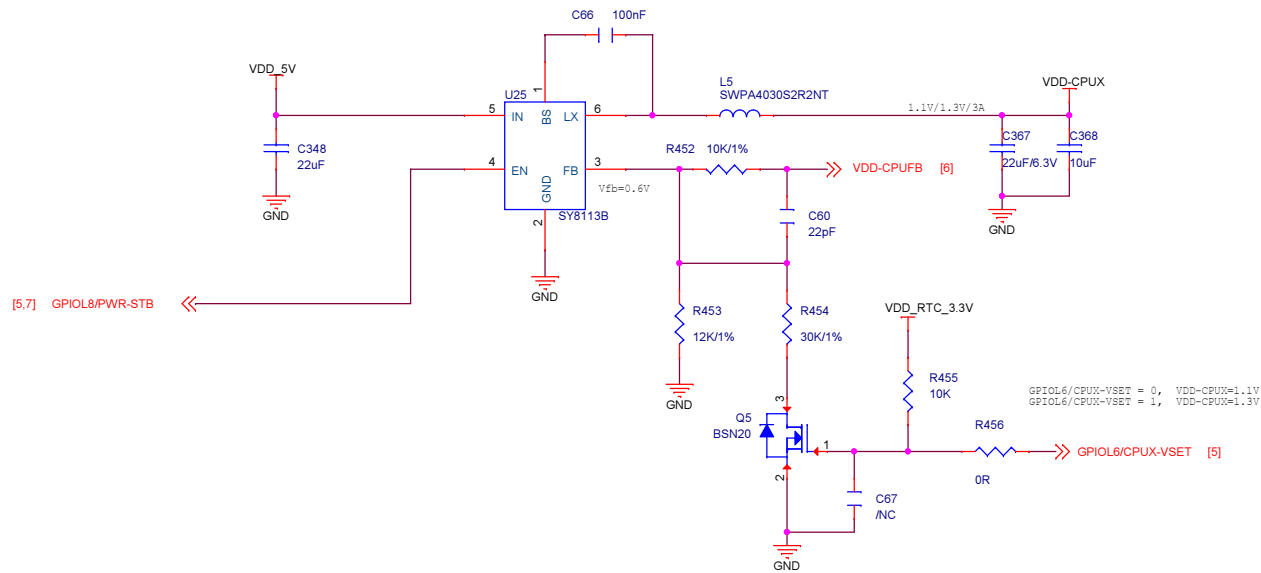 C66 100nF
VDD_5V
L5
SWPA4030S2R2NT
VDD-CPUX
U25
1
5 IN BS LX 6
1.1V/1.3V/3A
C348
22uF
R452 10K/1%
C367
22uF/6.3V
C368
10uF
4 EN FB 3
VDD-CPUFB [6]
Vfb=0.6V
GND
GND
SY8113B
2
C60
22pF
GND
GND
[5,7] GPIOL8/PWR-STB
R453
12K/1%
R454
30K/1%
VDD_RTC_3.3V
R455
10K
GPIOL6/CPUX-VSET = 0, VDD-CPUX=1.1V
GPIOL6/CPUX-VSET = 1, VDD-CPUX=1.3V
GND
3
Q5
BSN20
1
R456
0R
GPIOL6/CPUX-VSET [5]
2
C67
/NC
GND